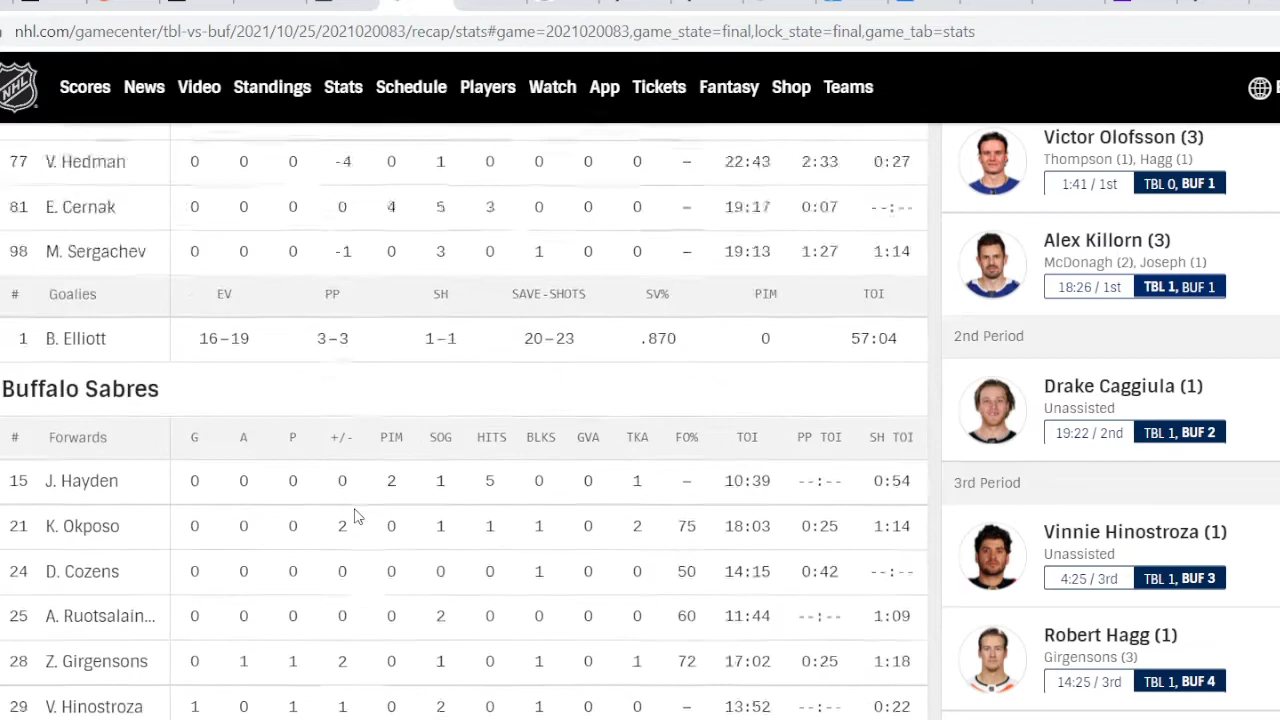 nhl.com/gamecenter/tbl-vs-buf/2021/10/25/2021020083/recap/stats#game=2021020083,game_state=final,lock_state=final,game_tab=stats
NHL Scores News Video Standings Stats Schedule Players Watch App Tickets Fantasy Shop Teams
77 V. Hedman 0 0 0 -4 0 1 0 0 0 0 – 22:43 2:33 0:27
81 E. Cernak 0 0 0 0 4 5 3 0 0 0 – 19:17 0:07 --:--
98 M. Sergachev 0 0 0 -1 0 3 0 1 0 0 – 19:13 1:27 1:14
# Goalies EV PP SH SAVE-SHOTS SV% PIM TOI
1 B. Elliott 16–19 3–3 1–1 20–23 .870 0 57:04
Buffalo Sabres
# Forwards G A P +/- PIM SOG HITS BLKS GVA TKA FO% TOI PP TOI SH TOI
15 J. Hayden 0 0 0 0 2 1 5 0 0 1 – 10:39 --:-- 0:54
21 K. Okposo 0 0 0 2 0 1 1 1 0 2 75 18:03 0:25 1:14
24 D. Cozens 0 0 0 0 0 0 0 1 0 0 50 14:15 0:42 --:--
25 A. Ruotsalain... 0 0 0 0 0 2 0 0 0 0 60 11:44 --:-- 1:09
28 Z. Girgensons 0 1 1 2 0 1 0 1 0 1 72 17:02 0:25 1:18
29 V. Hinostroza 1 0 1 1 0 2 0 1 0 0 – 13:52 --:-- 0:22
Victor Olofsson (3)
Thompson (1), Hagg (1)
1:41 / 1st TBL 0, BUF 1
Alex Killorn (3)
McDonagh (2), Joseph (1)
18:26 / 1st TBL 1, BUF 1
2nd Period
Drake Caggiula (1)
Unassisted
19:22 / 2nd TBL 1, BUF 2
3rd Period
Vinnie Hinostroza (1)
Unassisted
4:25 / 3rd TBL 1, BUF 3
Robert Hagg (1)
Girgensons (3)
14:25 / 3rd TBL 1, BUF 4